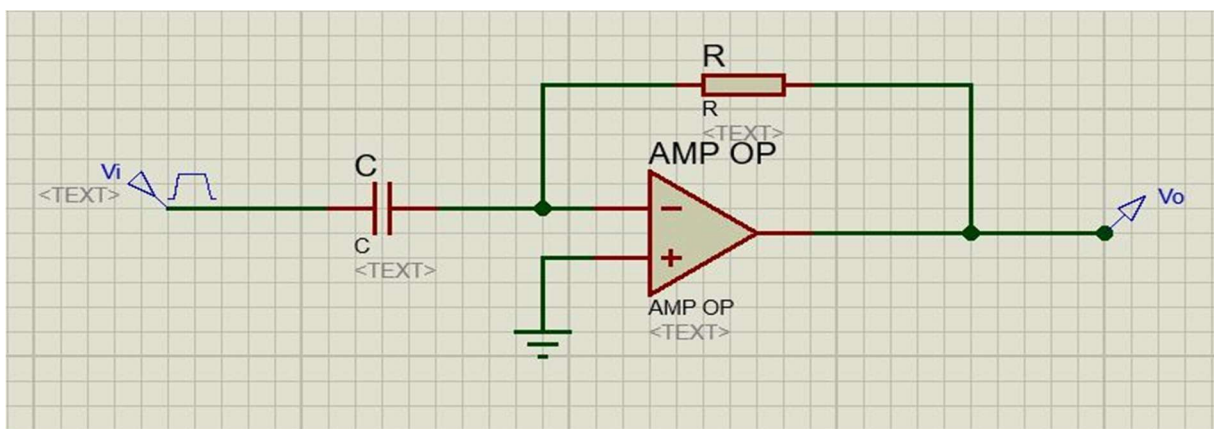 R
R
<TEXT>
AMP OP
C
Vi
<TEXT>
Vo
C
<TEXT>
AMP OP
<TEXT>